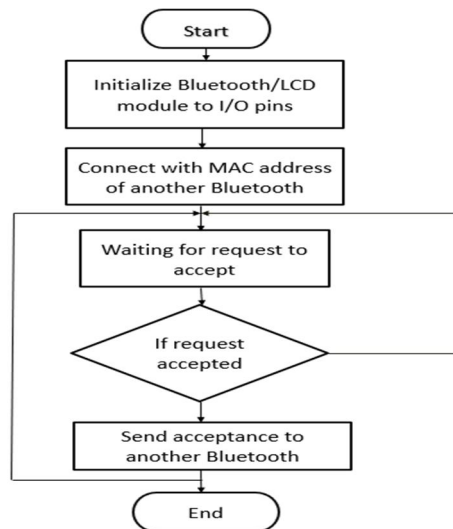 Start
Initialize Bluetooth/LCD
module to I/O pins
Connect with MAC address
of another Bluetooth
Waiting for request to
accept
If request
accepted
Send acceptance to
another Bluetooth
End